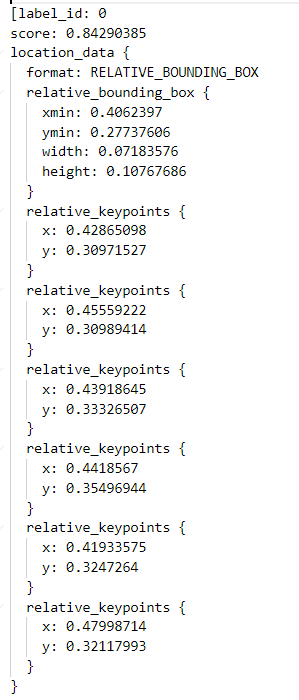 [label_id: 0
score: 0.84290385
location_data {
  format: RELATIVE_BOUNDING_BOX
  relative_bounding_box {
    xmin: 0.4062397
    ymin: 0.27737606
    width: 0.07183576
    height: 0.10767686
  }
  relative_keypoints {
    x: 0.42865098
    y: 0.30971527
  }
  relative_keypoints {
    x: 0.45559222
    y: 0.30989414
  }
  relative_keypoints {
    x: 0.43918645
    y: 0.33326507
  }
  relative_keypoints {
    x: 0.4418567
    y: 0.35496944
  }
  relative_keypoints {
    x: 0.41933575
    y: 0.3247264
  }
  relative_keypoints {
    x: 0.47998714
    y: 0.32117993
  }
}